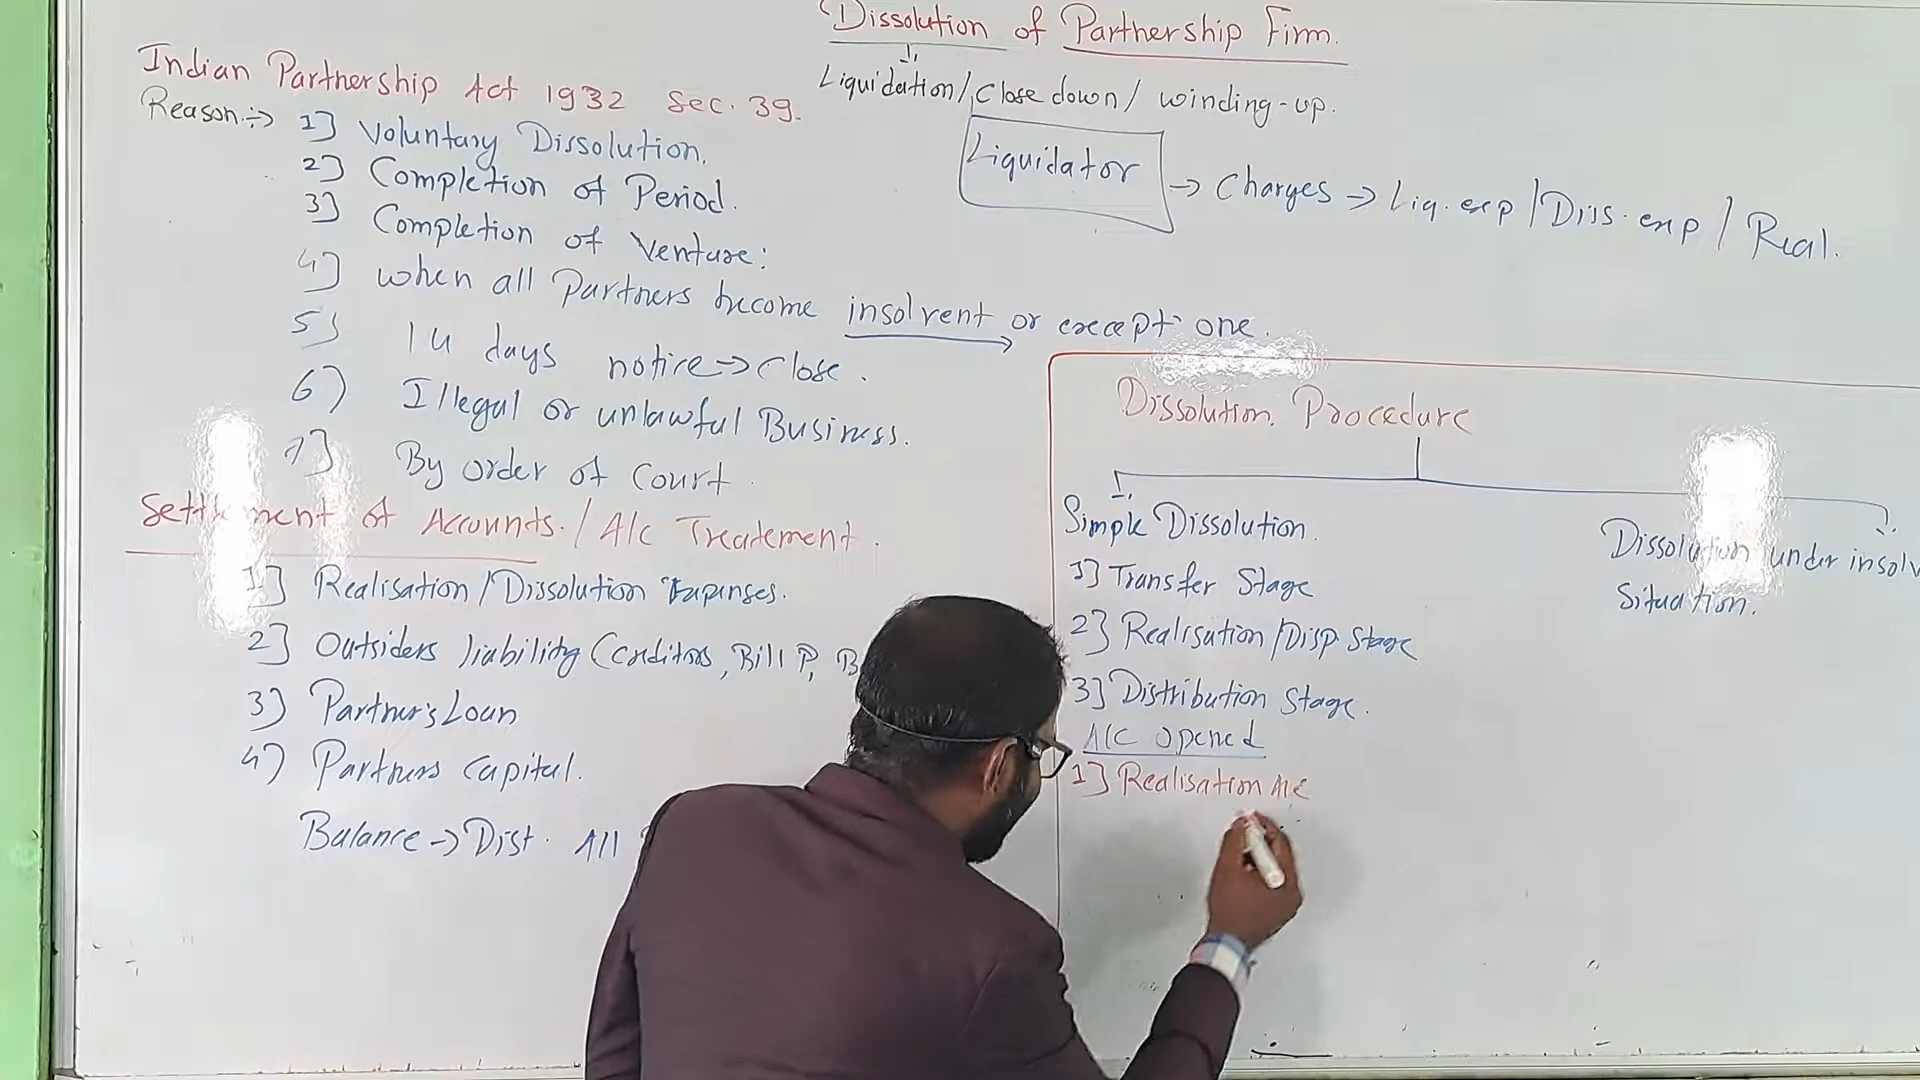 Dissolution of Partnership Firm.
Liquidation/Close down/ winding-up.
Liquidator → Charges → Liq. exp /Diss. exp / Real.
Indian Partnership Act 1932 Sec. 39.
Reason:→ 1] Voluntary Dissolution.
2] Completion of Period.
3] Completion of Venture:
4] When all Partners become insolvent or except one.
5] 14 days notice → Close.
6) Illegal or unlawful Business.
7] By order of Court.
Settlement of Accounts./ A/c Treatement.
1] Realisation/Dissolution Expenses.
2] Outsiders liability (Creditors, Bill P, B
3) Partner's Loan
4) Partners Capital.
Balance → Dist. All
Dissolution Procedure
Simple Dissolution.
1] Transfer Stage
2] Realisation/Disp. Stage
3] Distribution Stage.
A/C opened
1] Realisation A/c
Dissolution under insolv
Situation.